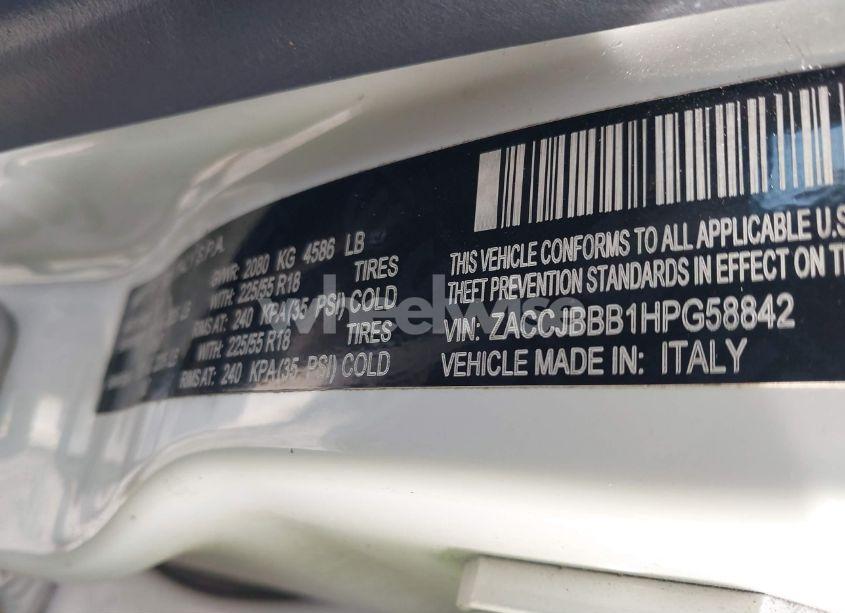 S.P.A.
GVWR: 2080 KG 4586 LB
WITH: 225/55 R18 TIRES
RIMS AT: 240 KPA(35 PSI) COLD
WITH: 225/55 R18 TIRES
RIMS AT: 240 KPA(35 PSI) COLD
THIS VEHICLE CONFORMS TO ALL APPLICABLE U.S
THEFT PREVENTION STANDARDS IN EFFECT ON T
VIN: ZACCJBBB1HPG58842
VEHICLE MADE IN: ITALY
wheelwise